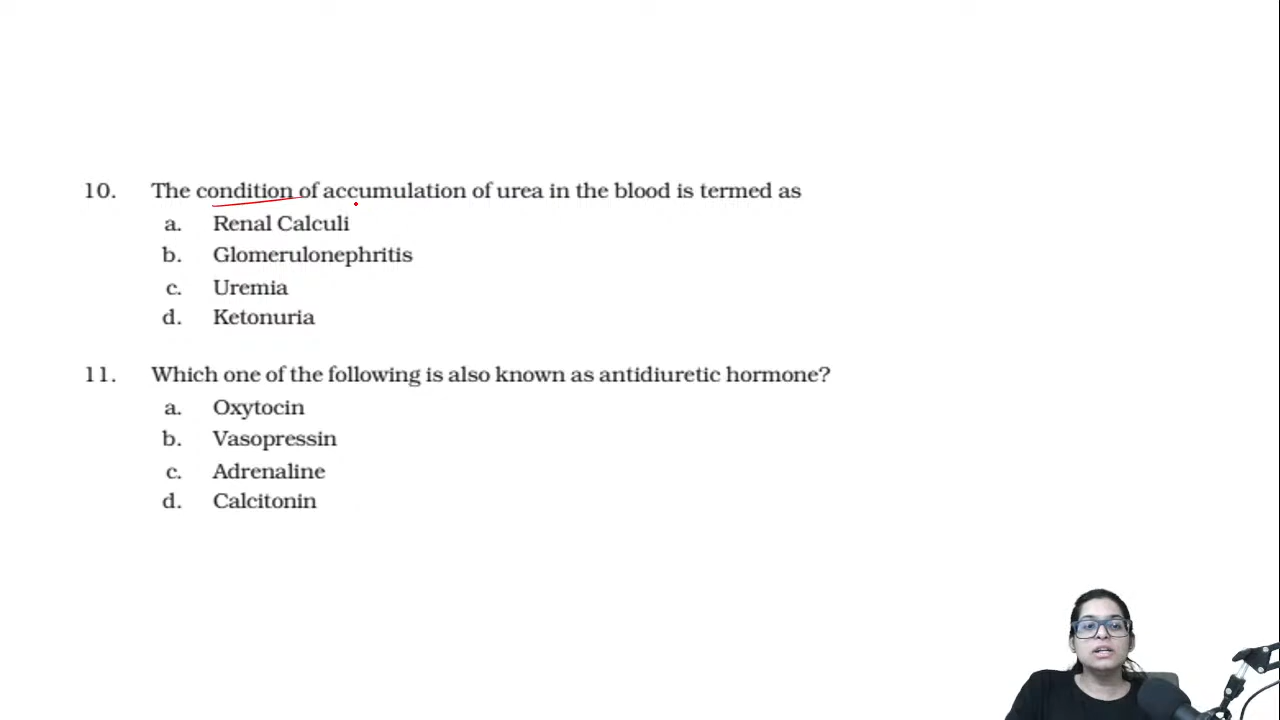 10. The condition of accumulation of urea in the blood is termed as
a. Renal Calculi
b. Glomerulonephritis
c. Uremia
d. Ketonuria
11. Which one of the following is also known as antidiuretic hormone?
a. Oxytocin
b. Vasopressin
c. Adrenaline
d. Calcitonin